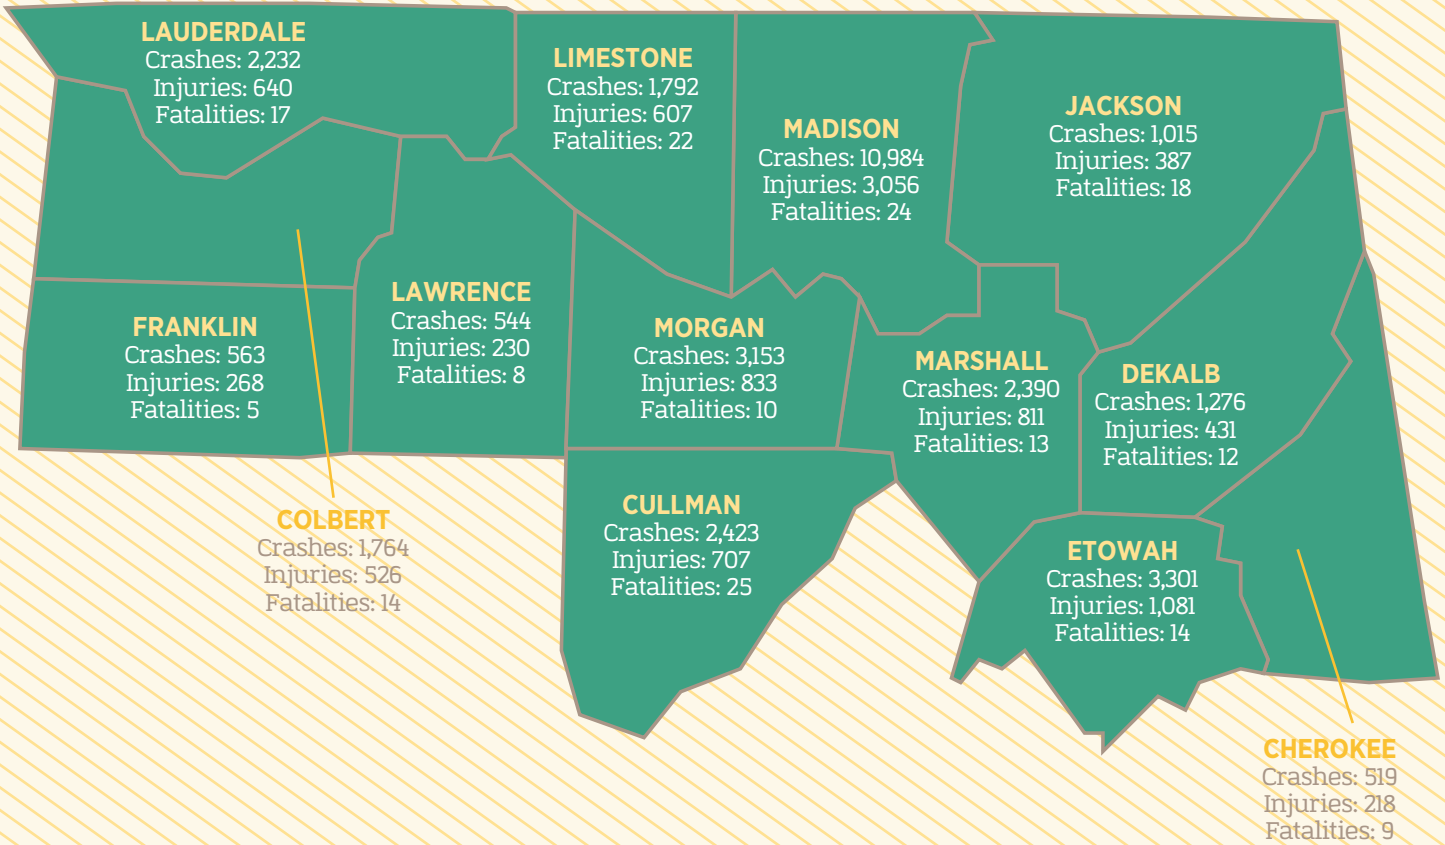 LAUDERDALE
Crashes: 2,232
Injuries: 640
Fatalities: 17
LIMESTONE
Crashes: 1,792
Injuries: 607
Fatalities: 22
MADISON
Crashes: 10,984
Injuries: 3,056
Fatalities: 24
JACKSON
Crashes: 1,015
Injuries: 387
Fatalities: 18
FRANKLIN
Crashes: 563
Injuries: 268
Fatalities: 5
LAWRENCE
Crashes: 544
Injuries: 230
Fatalities: 8
MORGAN
Crashes: 3,153
Injuries: 833
Fatalities: 10
MARSHALL
Crashes: 2,390
Injuries: 811
Fatalities: 13
DEKALB
Crashes: 1,276
Injuries: 431
Fatalities: 12
COLBERT
Crashes: 1,764
Injuries: 526
Fatalities: 14
CULLMAN
Crashes: 2,423
Injuries: 707
Fatalities: 25
ETOWAH
Crashes: 3,301
Injuries: 1,081
Fatalities: 14
CHEROKEE
Crashes: 519
Injuries: 218
Fatalities: 9